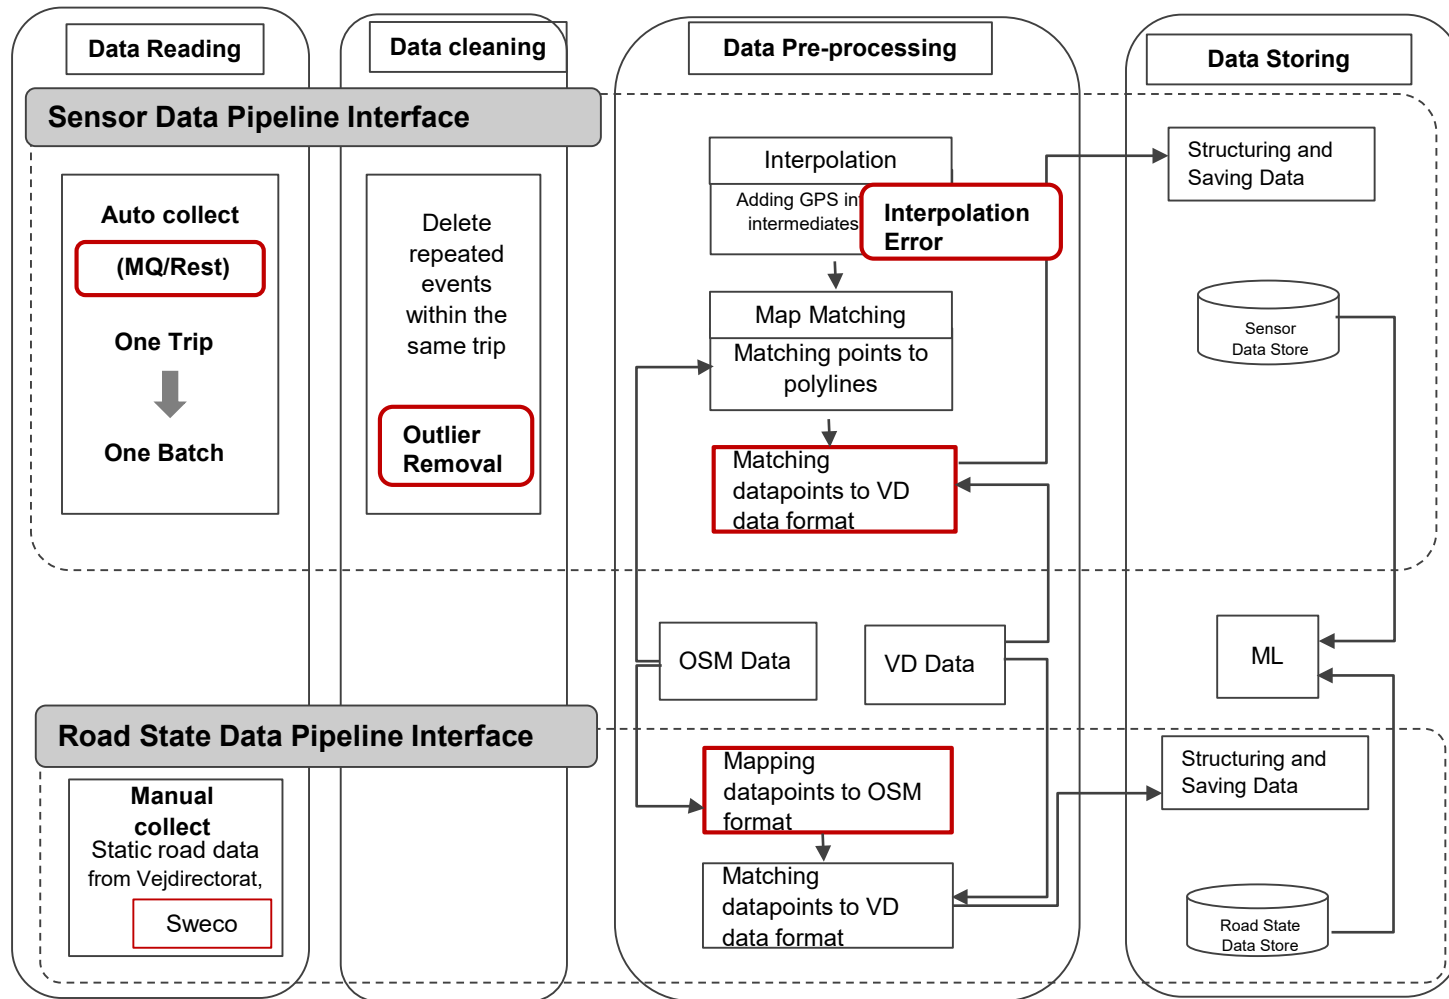 Data Reading
Data cleaning
Data Pre-processing
Data Storing
Sensor Data Pipeline Interface
Auto collect
(MQ/Rest)
One Trip
One Batch
Delete
repeated
events
within the
same trip
Outlier
Removal
Interpolation
Adding GPS in
intermediates
Interpolation
Error
Map Matching
Matching points to
polylines
Matching
datapoints to VD
data format
Structuring and
Saving Data
Sensor
Data Store
OSM Data
VD Data
ML
Road State Data Pipeline Interface
Manual
collect
Static road data
from Vejdirectorat,
Sweco
Mapping
datapoints to OSM
format
Matching
datapoints to VD
data format
Structuring and
Saving Data
Road State
Data Store